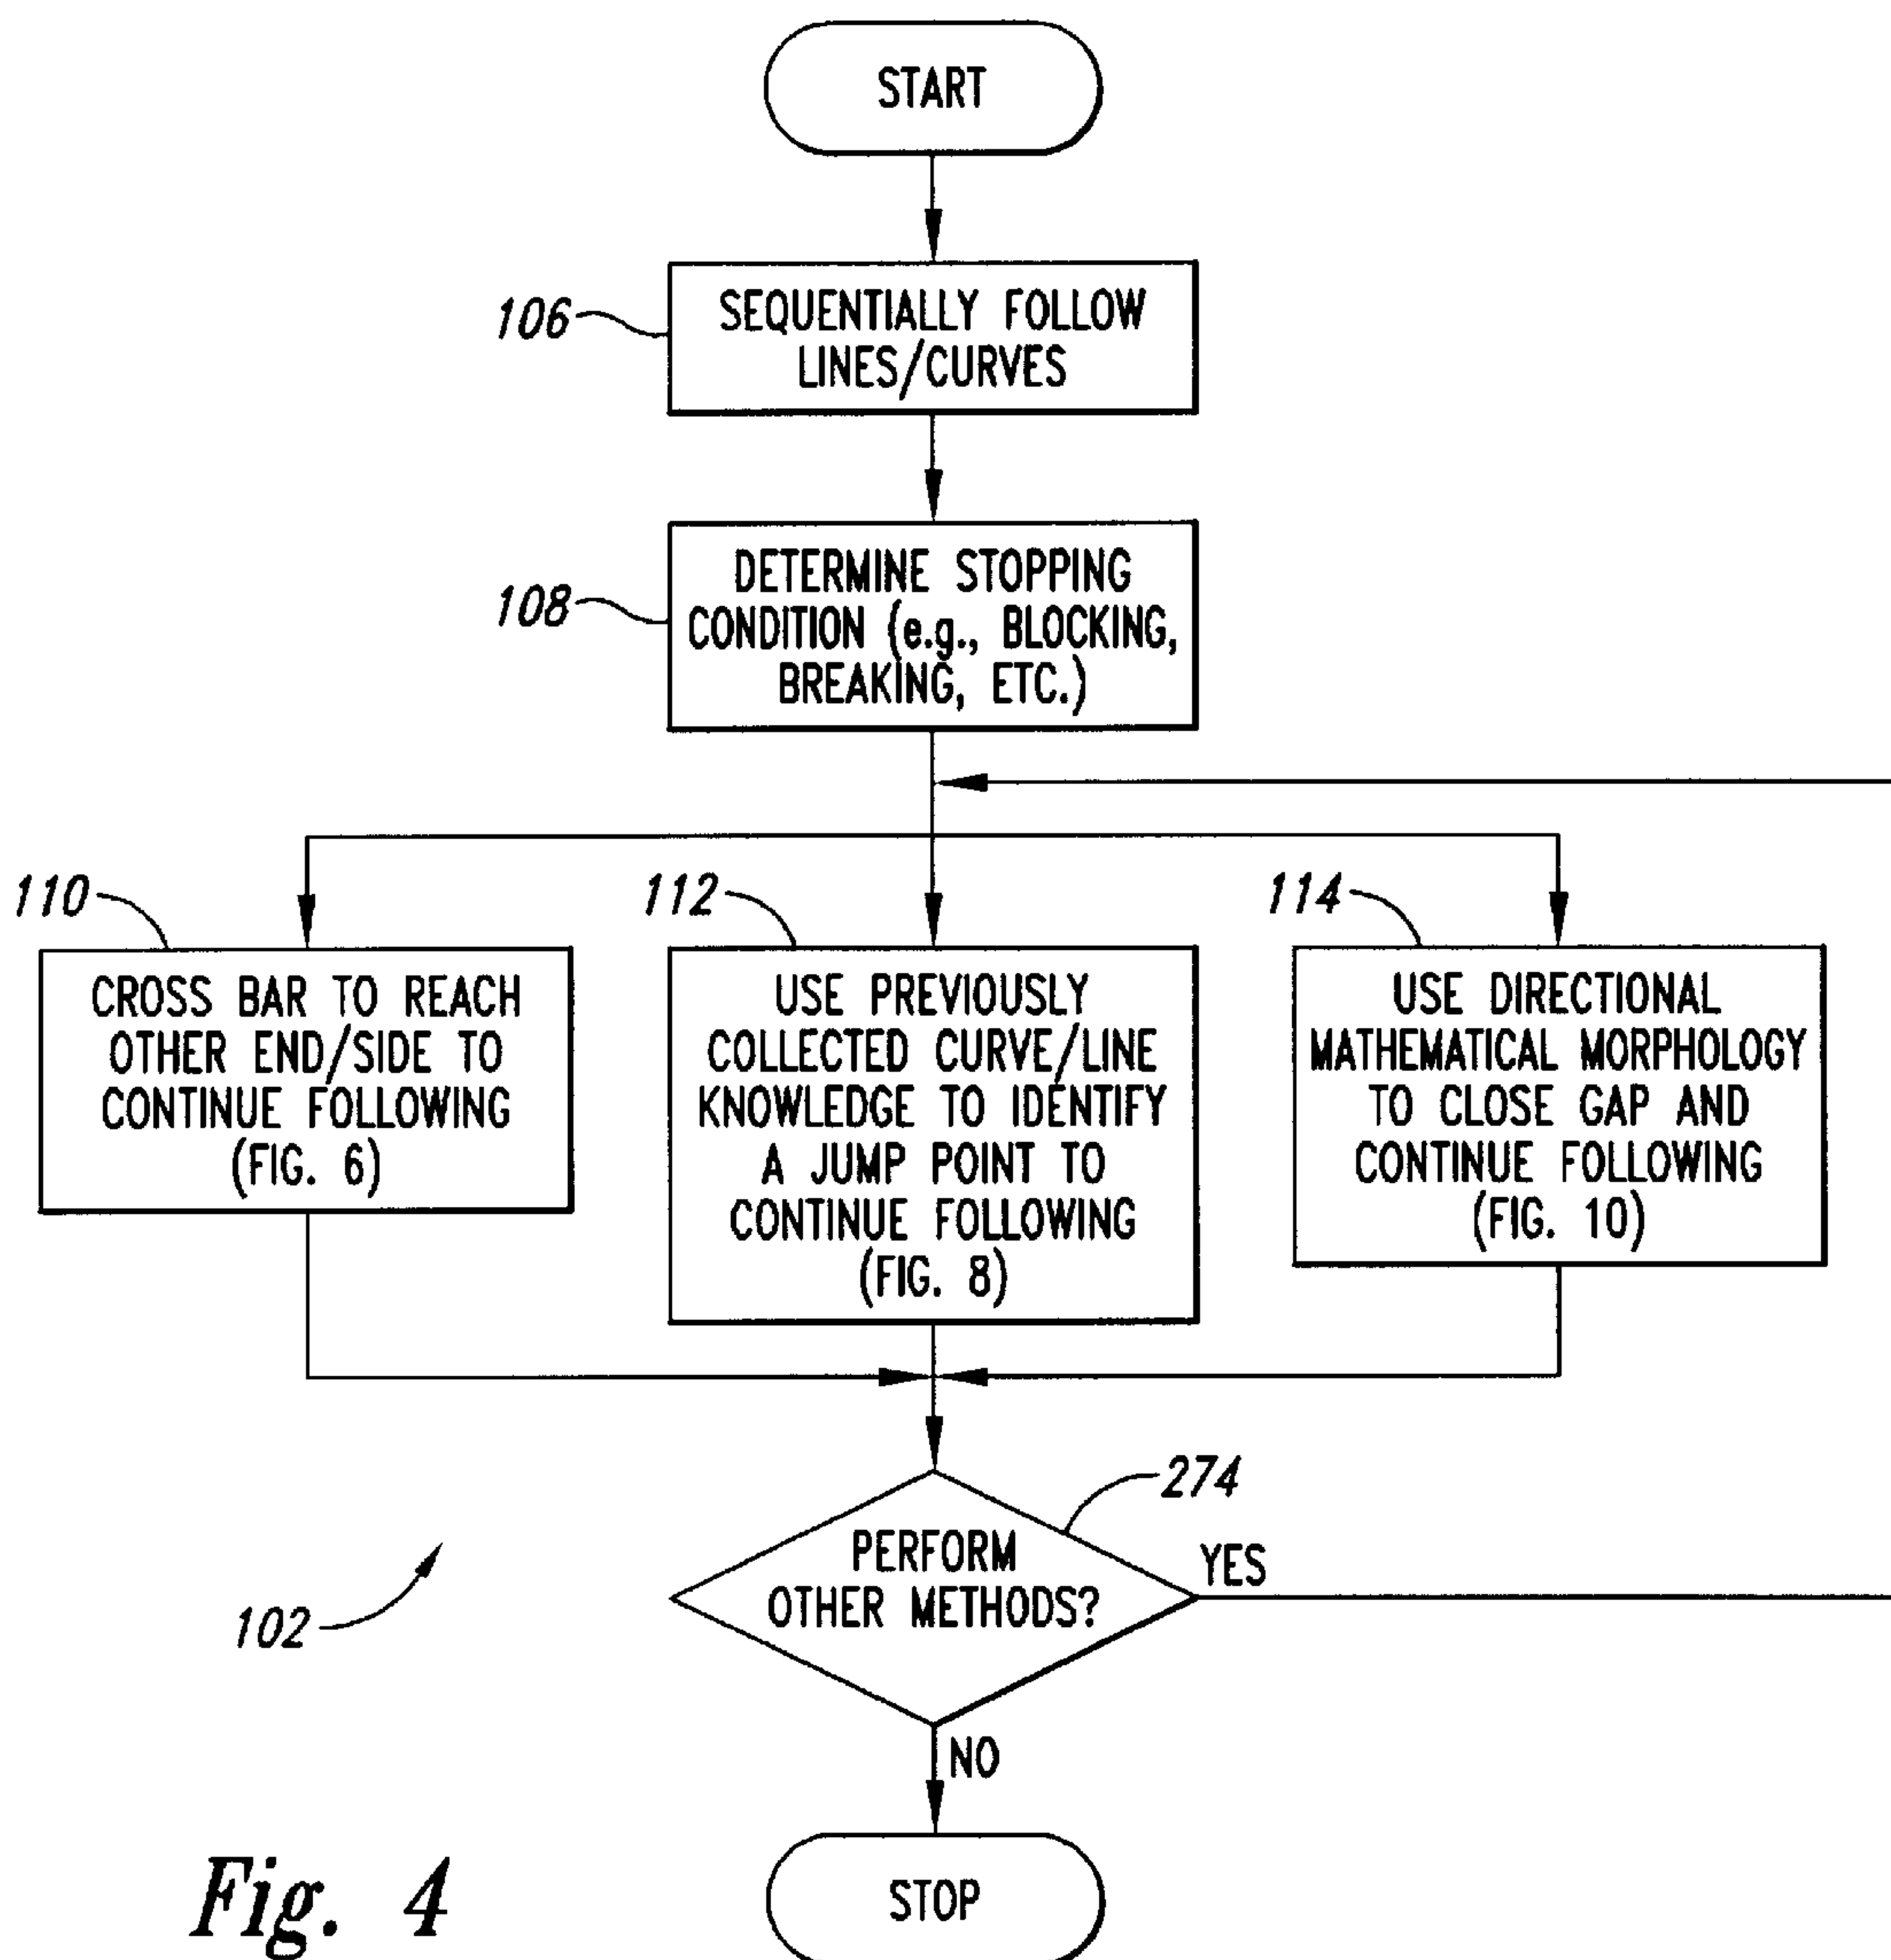 START
106
SEQUENTIALLY FOLLOW
LINES/CURVES
108
DETERMINE STOPPING
CONDITION (e.g., BLOCKING,
BREAKING, ETC.)
110
CROSS BAR TO REACH
OTHER END/SIDE TO
CONTINUE FOLLOWING
(FIG. 6)
112
USE PREVIOUSLY
COLLECTED CURVE/LINE
KNOWLEDGE TO IDENTIFY
A JUMP POINT TO
CONTINUE FOLLOWING
(FIG. 8)
114
USE DIRECTIONAL
MATHEMATICAL MORPHOLOGY
TO CLOSE GAP AND
CONTINUE FOLLOWING
(FIG. 10)
274
PERFORM
OTHER METHODS?
YES
102
NO
STOP
Fig. 4